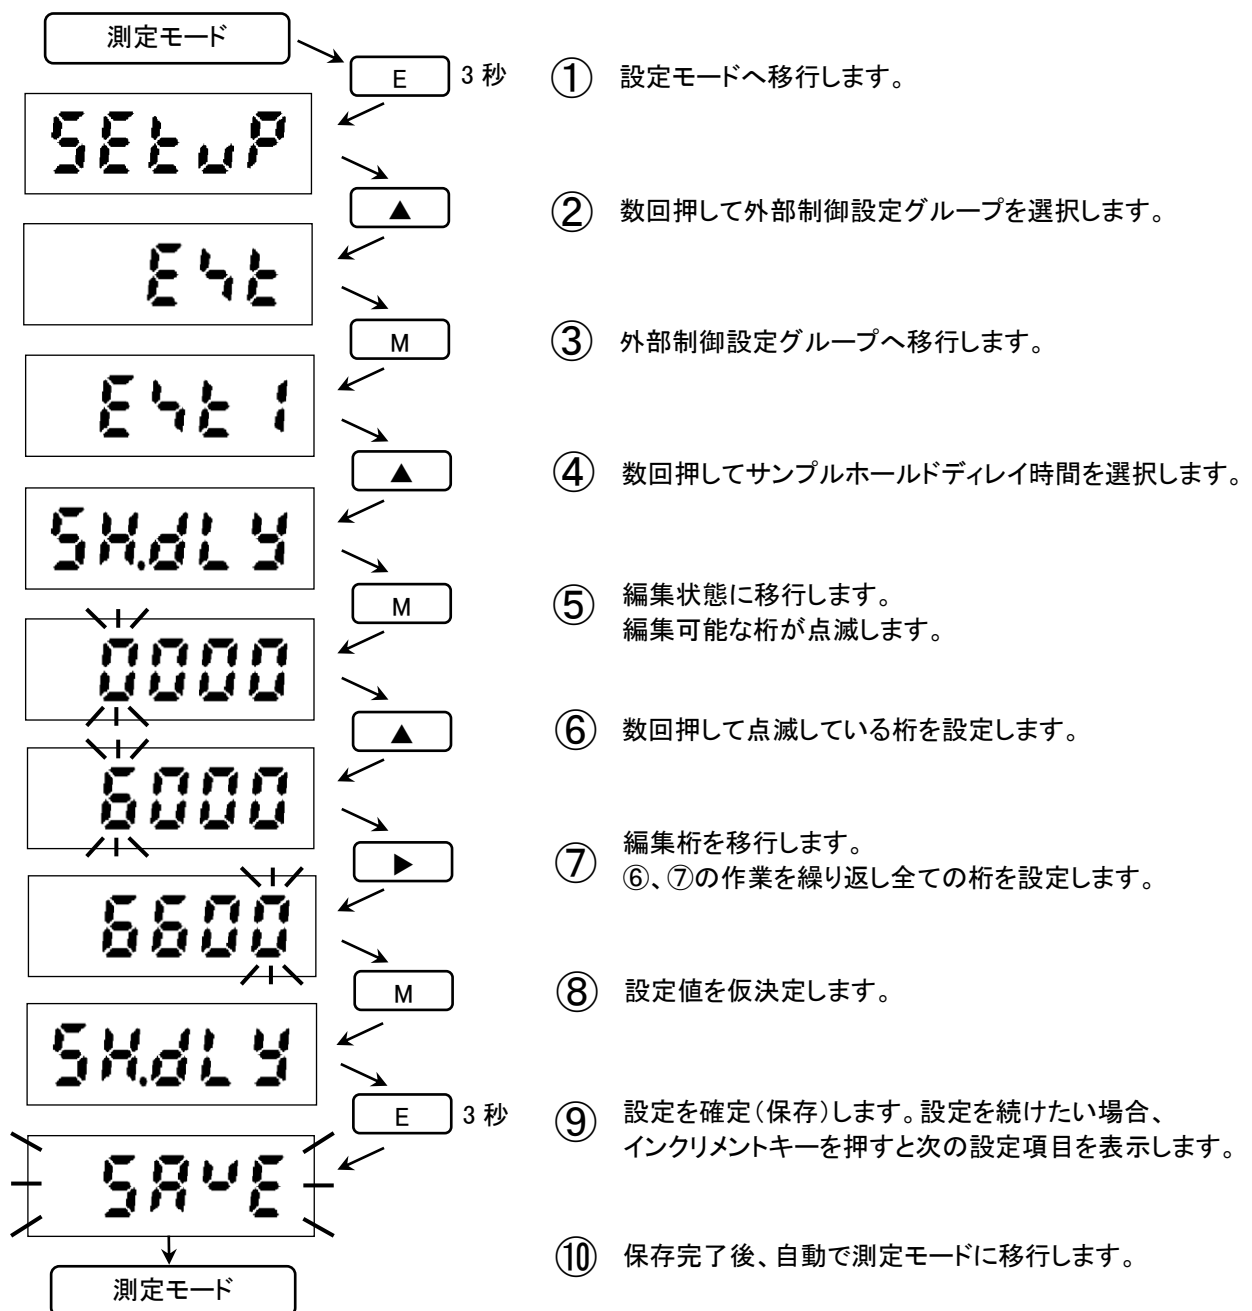 測定モード
E 3 秒 ① 設定モードへ移行します。
SEtuP
▲ ② 数回押して外部制御設定グループを選択します。
E4t
M ③ 外部制御設定グループへ移行します。
E4t1
▲ ④ 数回押してサンプルホールドディレイ時間を選択します。
SH.dLY
M ⑤ 編集状態に移行します。
編集可能な桁が点滅します。
0000
▲ ⑥ 数回押して点滅している桁を設定します。
6000
▶ ⑦ 編集桁を移行します。
⑥、⑦の作業を繰り返し全ての桁を設定します。
6600
M ⑧ 設定値を仮決定します。
SH.dLY
E 3 秒 ⑨ 設定を確定(保存)します。設定を続けたい場合、
インクリメントキーを押すと次の設定項目を表示します。
SAvE
⑩ 保存完了後、自動で測定モードに移行します。
測定モード